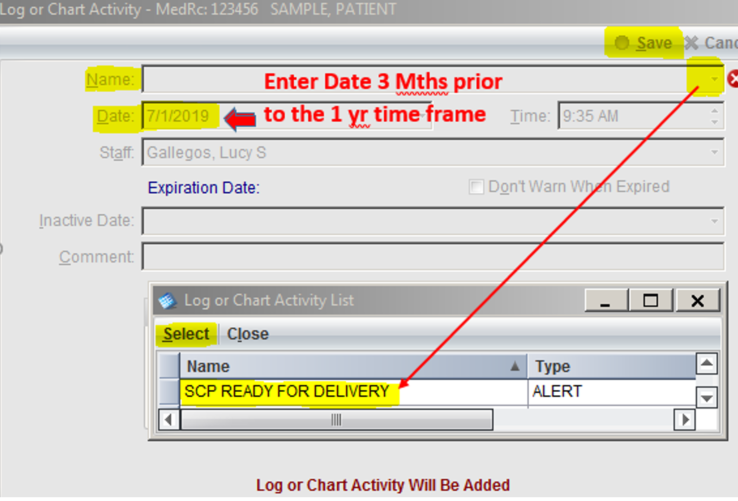 Log or Chart Activity - MedRc: 123456 SAMPLE, PATIENT
Save Canc
Name: Enter Date 3 Mths prior
Date: 7/1/2019 to the 1 yr time frame Time: 9:35 AM
Staff: Gallegos, Lucy S
Expiration Date: Don't Warn When Expired
Inactive Date:
Comment:
Log or Chart Activity List
Select Close
Name Type
SCP READY FOR DELIVERY ALERT
Log or Chart Activity Will Be Added